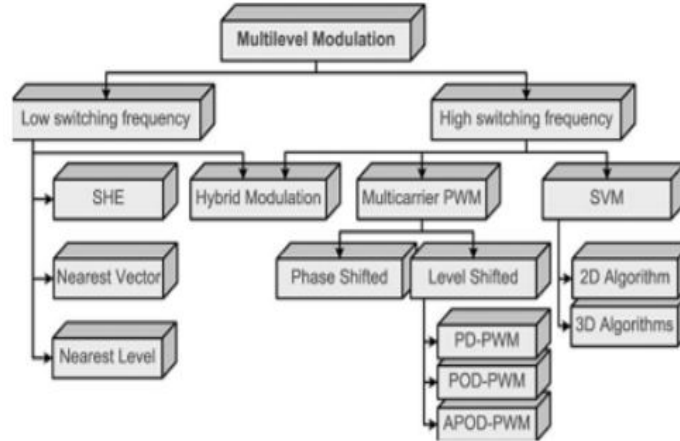 Multilevel Modulation
Low switching frequency
High switching frequency
SHE
Hybrid Modulation
Multicarrier PWM
SVM
Nearest Vector
Phase Shifted
Level Shifted
2D Algorithm
3D Algorithms
Nearest Level
PD-PWM
POD-PWM
APOD-PWM